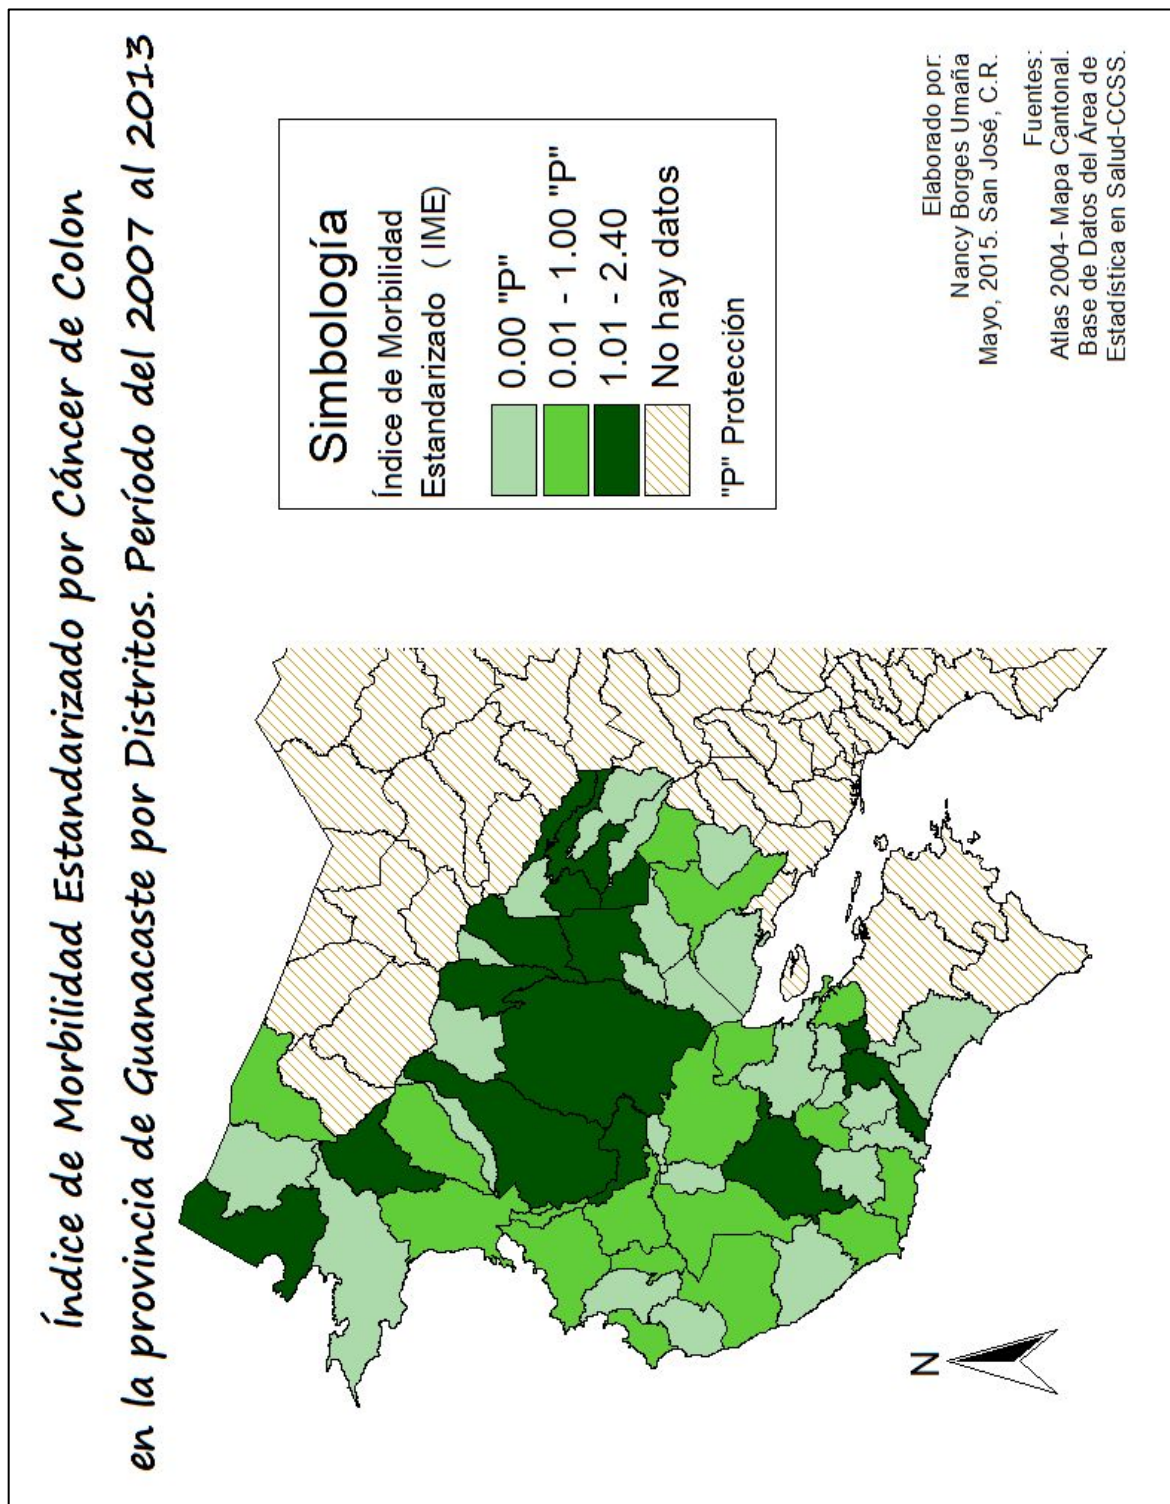 Índice de Morbilidad Estandarizado por Cáncer de Colon
en la provincia de Guanacaste por Distritos. Período del 2007 al 2013
Simbología
Índice de Morbilidad
Estandarizado ( IME)
0.00 "P"
0.01 - 1.00 "P"
1.01 - 2.40
No hay datos
"P" Protección
N
Elaborado por:
Nancy Borges Umaña
Mayo, 2015. San José, C.R.
Fuentes:
Atlas 2004- Mapa Cantonal.
Base de Datos del Área de
Estadística en Salud-CCSS.